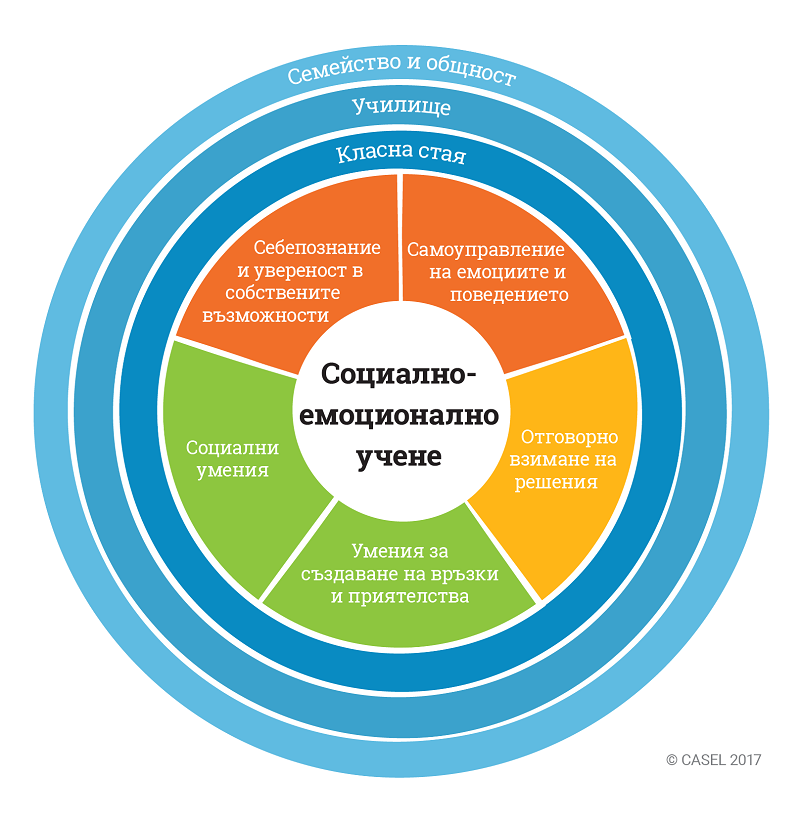 Семейство и общност
Училище
Класна стая
Себепознание
и увереност в
собствените
възможности
Самоуправление
на емоциите и
поведението
Социално-
емоционално
учене
Социални
умения
Отговорно
взимане на
решения
Умения за
създаване на връзки
и приятелства
© CASEL 2017